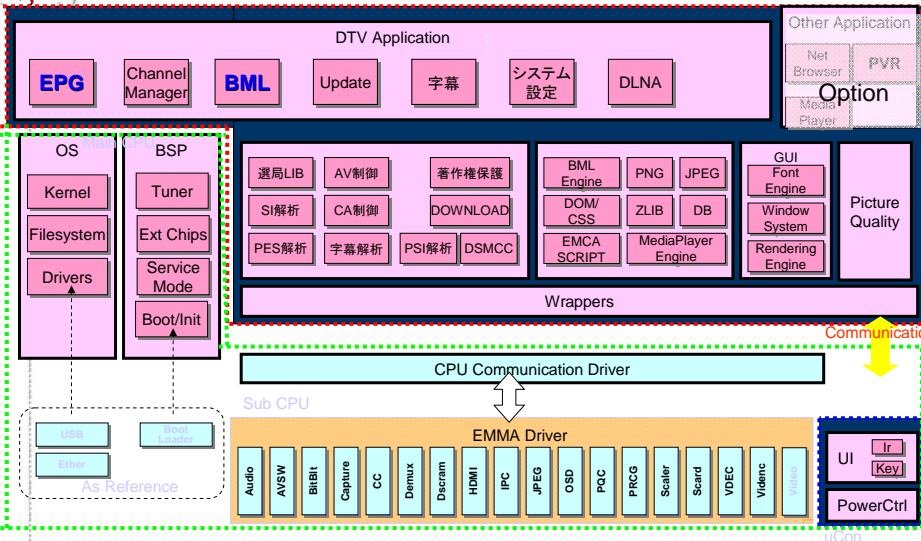 DTV Application
EPG
Channel
Manager
BML
Update
字幕
システム
設定
DLNA
Other Application
Net
Browser
PVR
Option
Media
Player
Main CPU
OS
Kernel
Filesystem
Drivers
BSP
Tuner
Ext Chips
Service
Mode
Boot/Init
選局LIB
AV制御
著作権保護
SI解析
CA制御
DOWNLOAD
PES解析
字幕解析
PSI解析
DSMCC
BML
Engine
PNG
JPEG
DOM/
CSS
ZLIB
DB
EMCA
SCRIPT
MediaPlayer
Engine
GUI
Font
Engine
Window
System
Rendering
Engine
Picture
Quality
Wrappers
Communicatio
CPU Communication Driver
Sub CPU
USB
Ether
Boot
Loader
As Reference
EMMA Driver
Audio
AVSW
BitBlt
Capture
CC
Demux
Dscram
HDMI
IPC
JPEG
OSD
PQC
PRCG
Scaler
Scard
VDEC
Videnc
Video
UI
Ir
Key
PowerCtrl
uCon